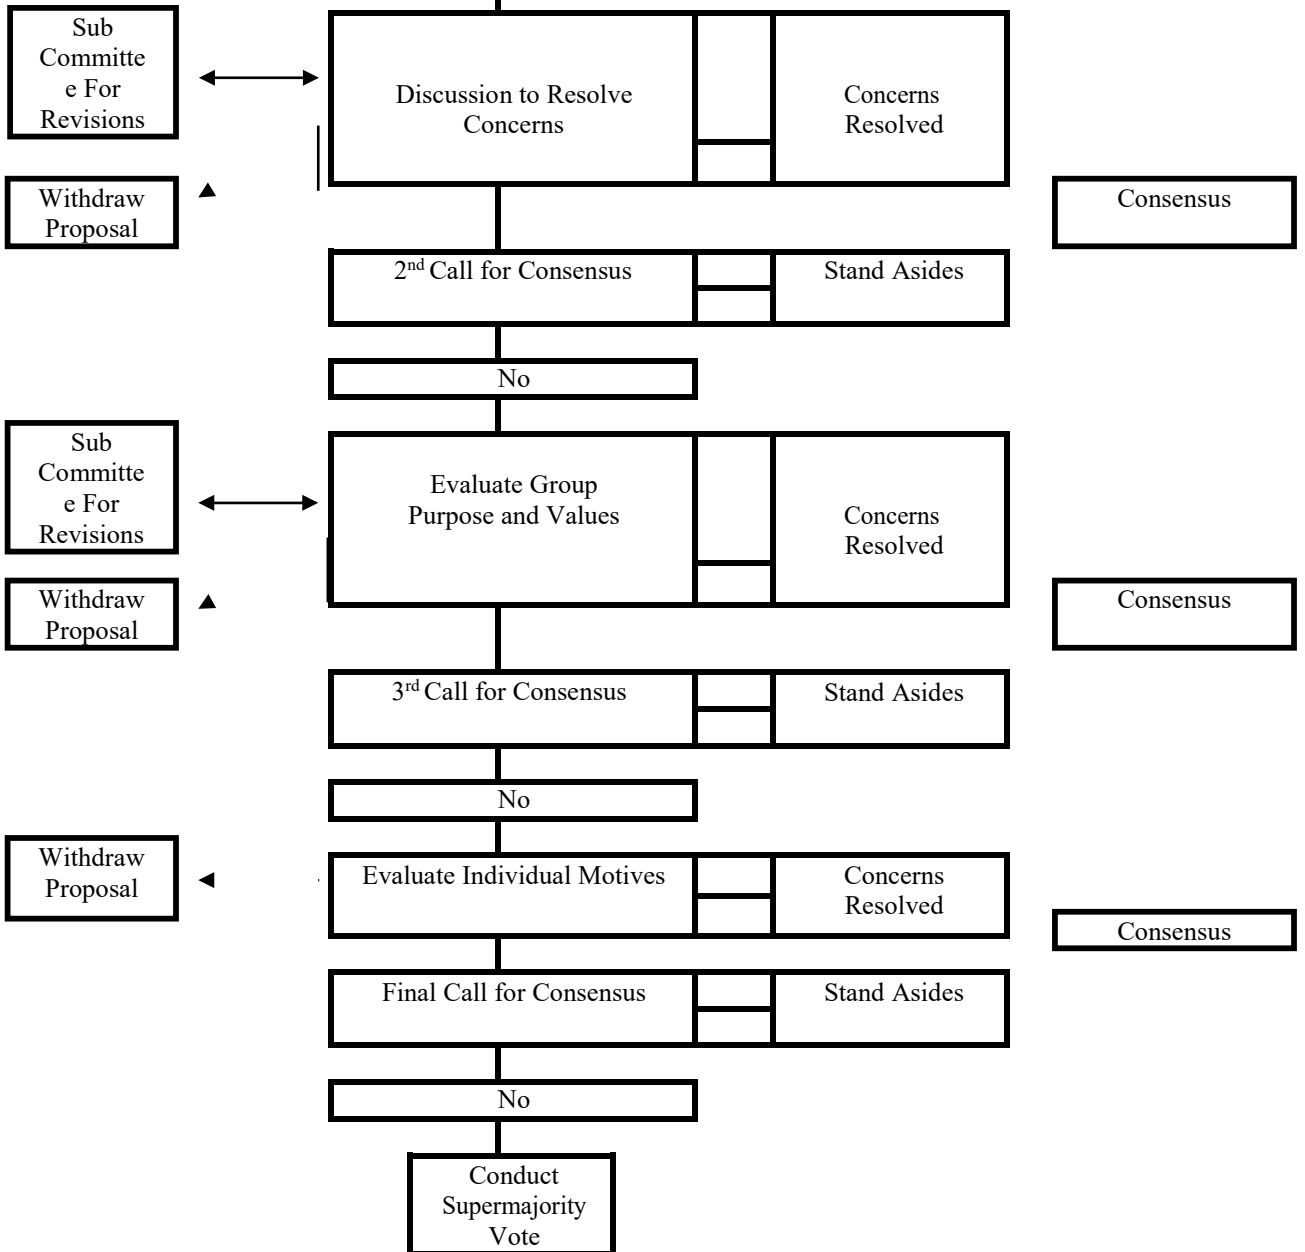 Sub
Committe
e For
Revisions
Discussion to Resolve
Concerns
Concerns
Resolved
Withdraw
Proposal
Consensus
2nd Call for Consensus
Stand Asides
No
Sub
Committe
e For
Revisions
Evaluate Group
Purpose and Values
Concerns
Resolved
Withdraw
Proposal
Consensus
3rd Call for Consensus
Stand Asides
No
Withdraw
Proposal
Evaluate Individual Motives
Concerns
Resolved
Consensus
Final Call for Consensus
Stand Asides
No
Conduct
Supermajority
Vote